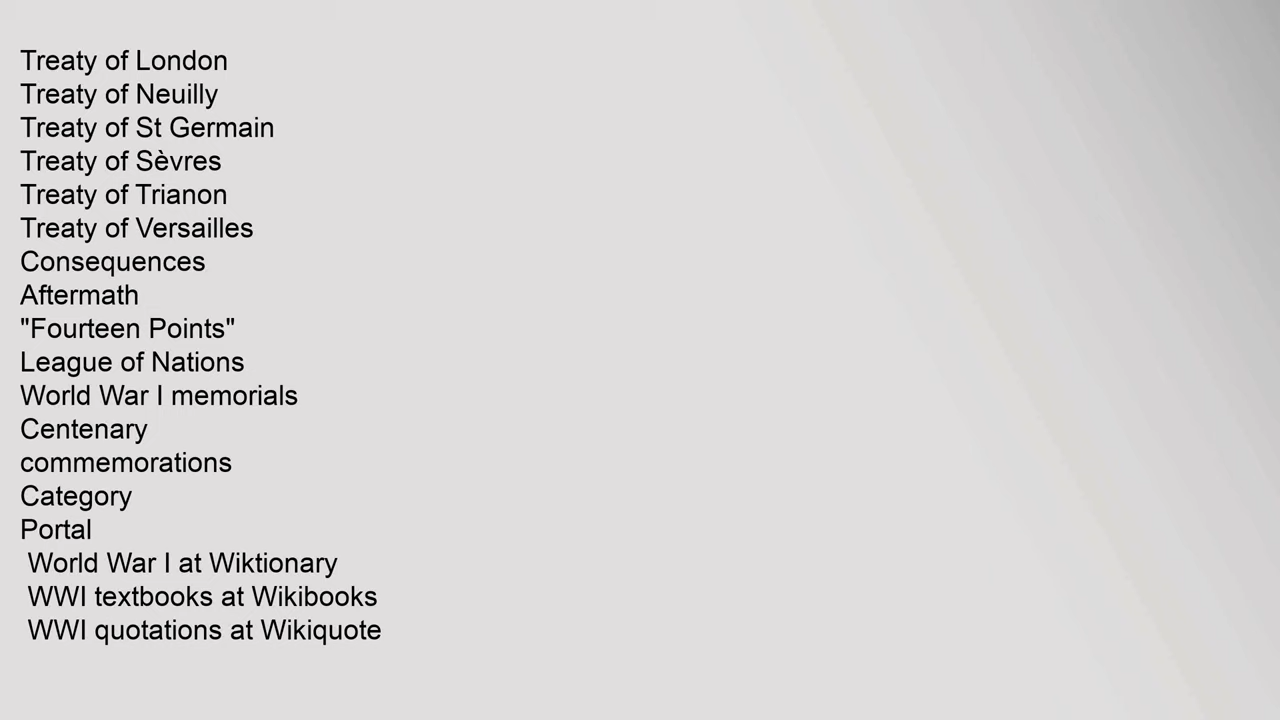 Treaty of London
Treaty of Neuilly
Treaty of St Germain
Treaty of Sèvres
Treaty of Trianon
Treaty of Versailles
Consequences
Aftermath
"Fourteen Points"
League of Nations
World War I memorials
Centenary
commemorations
Category
Portal
World War I at Wiktionary
WWI textbooks at Wikibooks
WWI quotations at Wikiquote